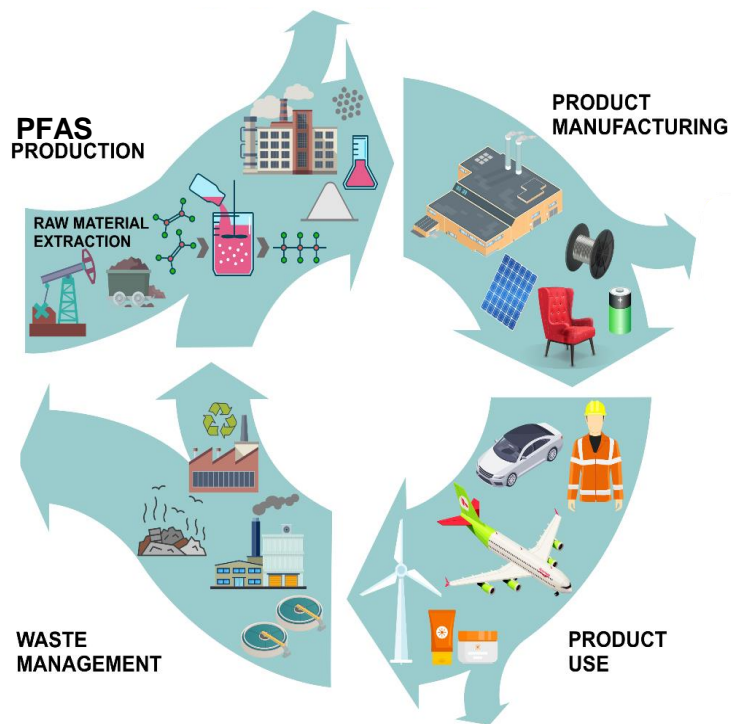 PFAS
PRODUCTION
RAW MATERIAL
EXTRACTION
PRODUCT
MANUFACTURING
WASTE
MANAGEMENT
PRODUCT
USE